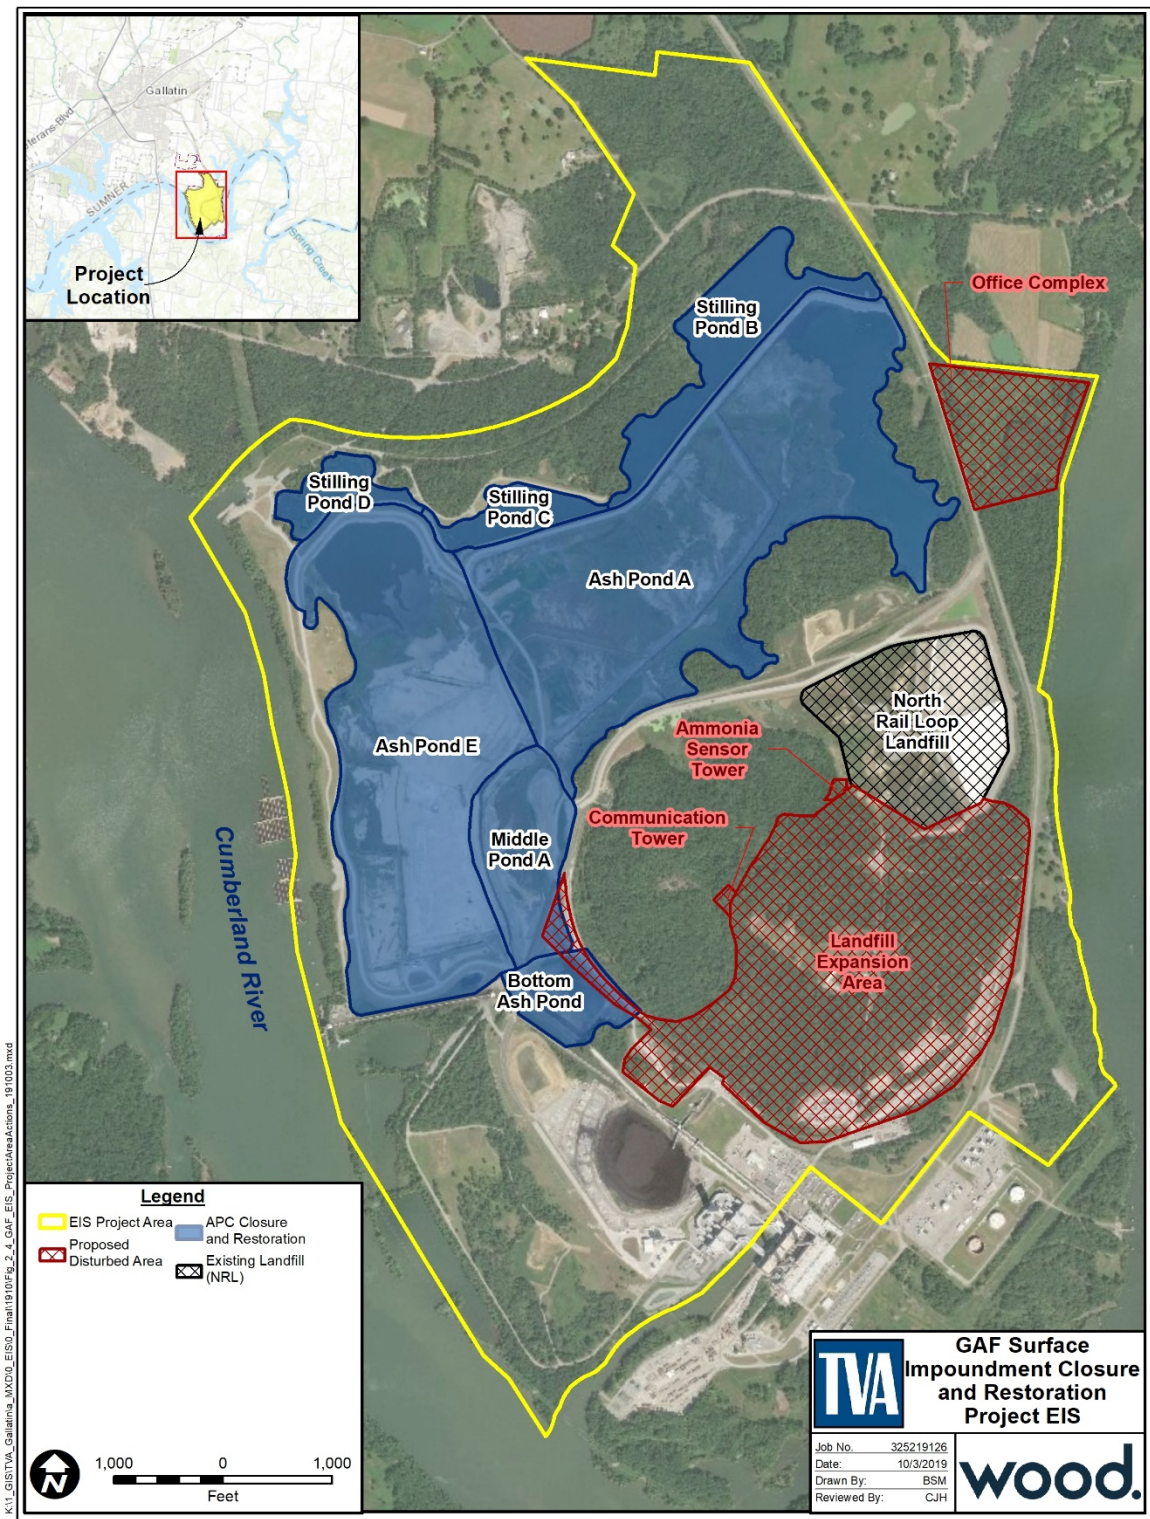 Gallatin
SUMNER
Spring Creek
Project
Location
Office Complex
Stilling
Pond B
Stilling
Pond D
Stilling
Pond C
Ash Pond A
North
Rail Loop
Landfill
Ammonia
Sensor
Tower
Ash Pond E
Communication
Tower
Middle
Pond A
Cumberland River
Landfill
Expansion
Area
Bottom
Ash Pond
Legend
EIS Project Area
Proposed
Disturbed Area
APC Closure
and Restoration
Existing Landfill
(NRL)
N
1,000 0 1,000
Feet
TVA
GAF Surface
Impoundment Closure
and Restoration
Project EIS
Job No. 325219126
Date: 10/3/2019
Drawn By: BSM
Reviewed By: CJH
wood.